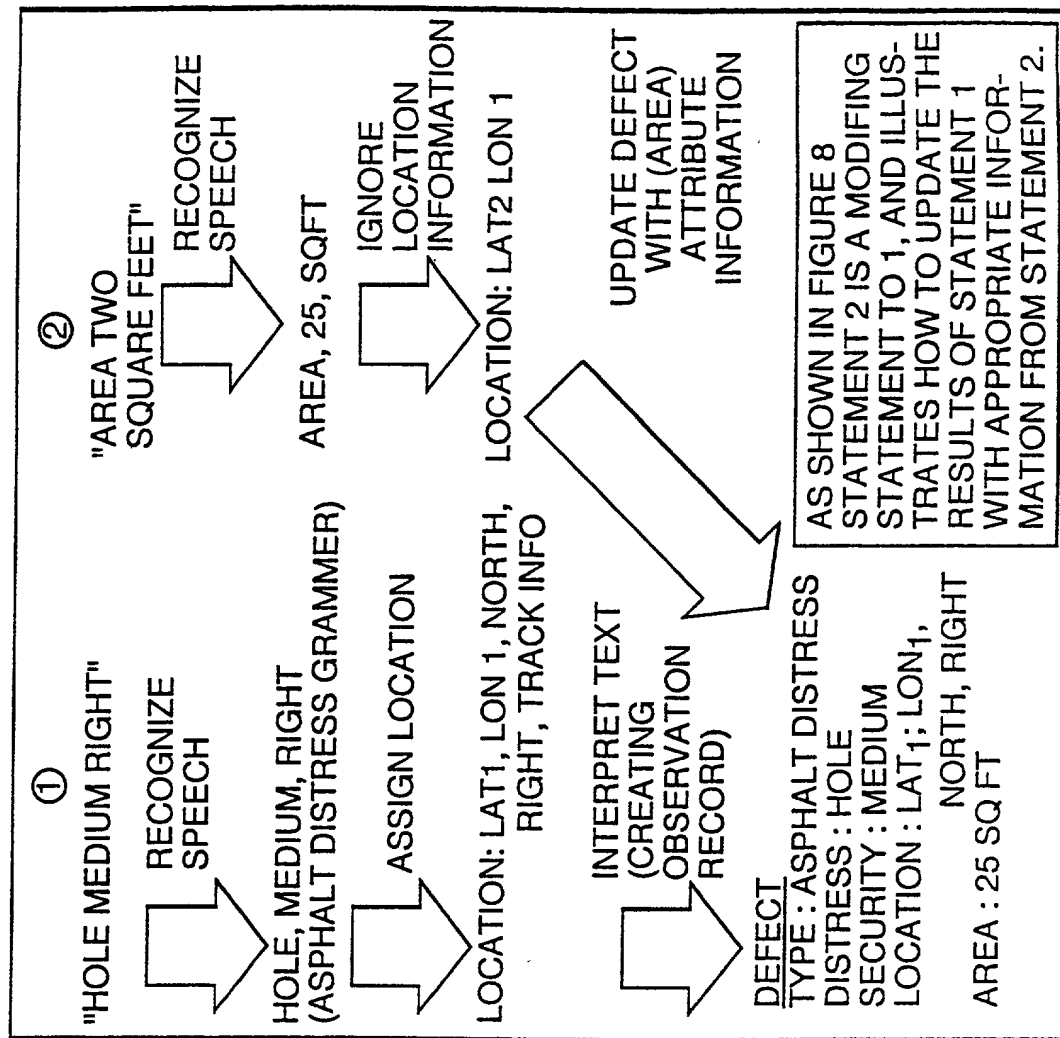 ①
"HOLE MEDIUM RIGHT"
RECOGNIZE
SPEECH
HOLE, MEDIUM, RIGHT
(ASPHALT DISTRESS GRAMMER)
ASSIGN LOCATION
LOCATION: LAT1, LON 1, NORTH,
RIGHT, TRACK INFO
INTERPRET TEXT
(CREATING
OBSERVATION
RECORD)
DEFECT
TYPE : ASPHALT DISTRESS
DISTRESS : HOLE
SECURITY : MEDIUM
LOCATION : LAT1; LON1,
NORTH, RIGHT
AREA : 25 SQ FT
②
"AREA TWO
SQUARE FEET"
RECOGNIZE
SPEECH
AREA, 25, SQFT
IGNORE
LOCATION
INFORMATION
LOCATION: LAT2 LON 1
UPDATE DEFECT
WITH (AREA)
ATTRIBUTE
INFORMATION
AS SHOWN IN FIGURE 8
STATEMENT 2 IS A MODIFING
STATEMENT TO 1, AND ILLUS-
TRATES HOW TO UPDATE THE
RESULTS OF STATEMENT 1
WITH APPROPRIATE INFOR-
MATION FROM STATEMENT 2.